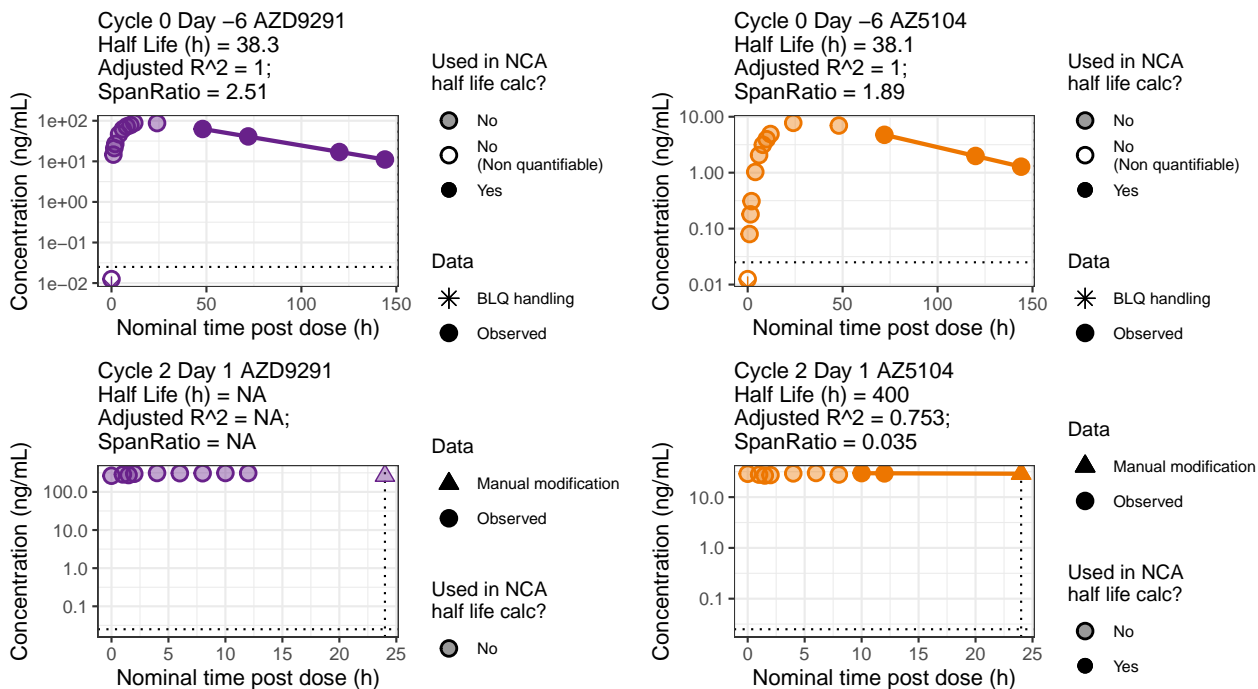 Cycle 0 Day −6 AZD9291
Half Life (h) = 38.3
Adjusted R^2 = 1;
SpanRatio = 2.51
Concentration (ng/mL)
1e+02
1e+01
1e+00
1e−01
1e−02
0
50
100
150
Nominal time post dose (h)
Used in NCA
half life calc?
No
No
(Non quantifiable)
Yes
Data
BLQ handling
Observed
Cycle 0 Day −6 AZ5104
Half Life (h) = 38.1
Adjusted R^2 = 1;
SpanRatio = 1.89
Concentration (ng/mL)
10.00
1.00
0.10
0.01
0
50
100
150
Nominal time post dose (h)
Used in NCA
half life calc?
No
No
(Non quantifiable)
Yes
Data
BLQ handling
Observed
Cycle 2 Day 1 AZD9291
Half Life (h) = NA
Adjusted R^2 = NA;
SpanRatio = NA
Concentration (ng/mL)
100.0
10.0
1.0
0.1
0
5
10
15
20
25
Nominal time post dose (h)
Data
Manual modification
Observed
Used in NCA
half life calc?
No
Cycle 2 Day 1 AZ5104
Half Life (h) = 400
Adjusted R^2 = 0.753;
SpanRatio = 0.035
Concentration (ng/mL)
10.0
1.0
0.1
0
5
10
15
20
25
Nominal time post dose (h)
Data
Manual modification
Observed
Used in NCA
half life calc?
No
Yes